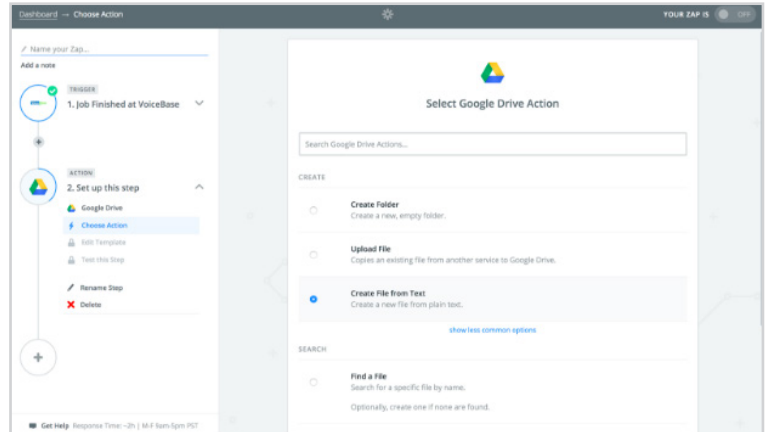 Dashboard → Choose Action
YOUR ZAP IS OFF
Name your Zap...
Add a note
TRIGGER
1. Job Finished at VoiceBase
ACTION
2. Set up this step
Google Drive
Choose Action
Edit Template
Test this Step
Rename Step
Delete
Get Help Response Time: ~2h | M-F 9am-5pm PST
Select Google Drive Action
Search Google Drive Actions...
CREATE
Create Folder
Create a new, empty folder.
Upload File
Copies an existing file from another service to Google Drive.
Create File from Text
Create a new file from plain text.
show less common options
SEARCH
Find a File
Search for a specific file by name.
Optionally, create one if none are found.